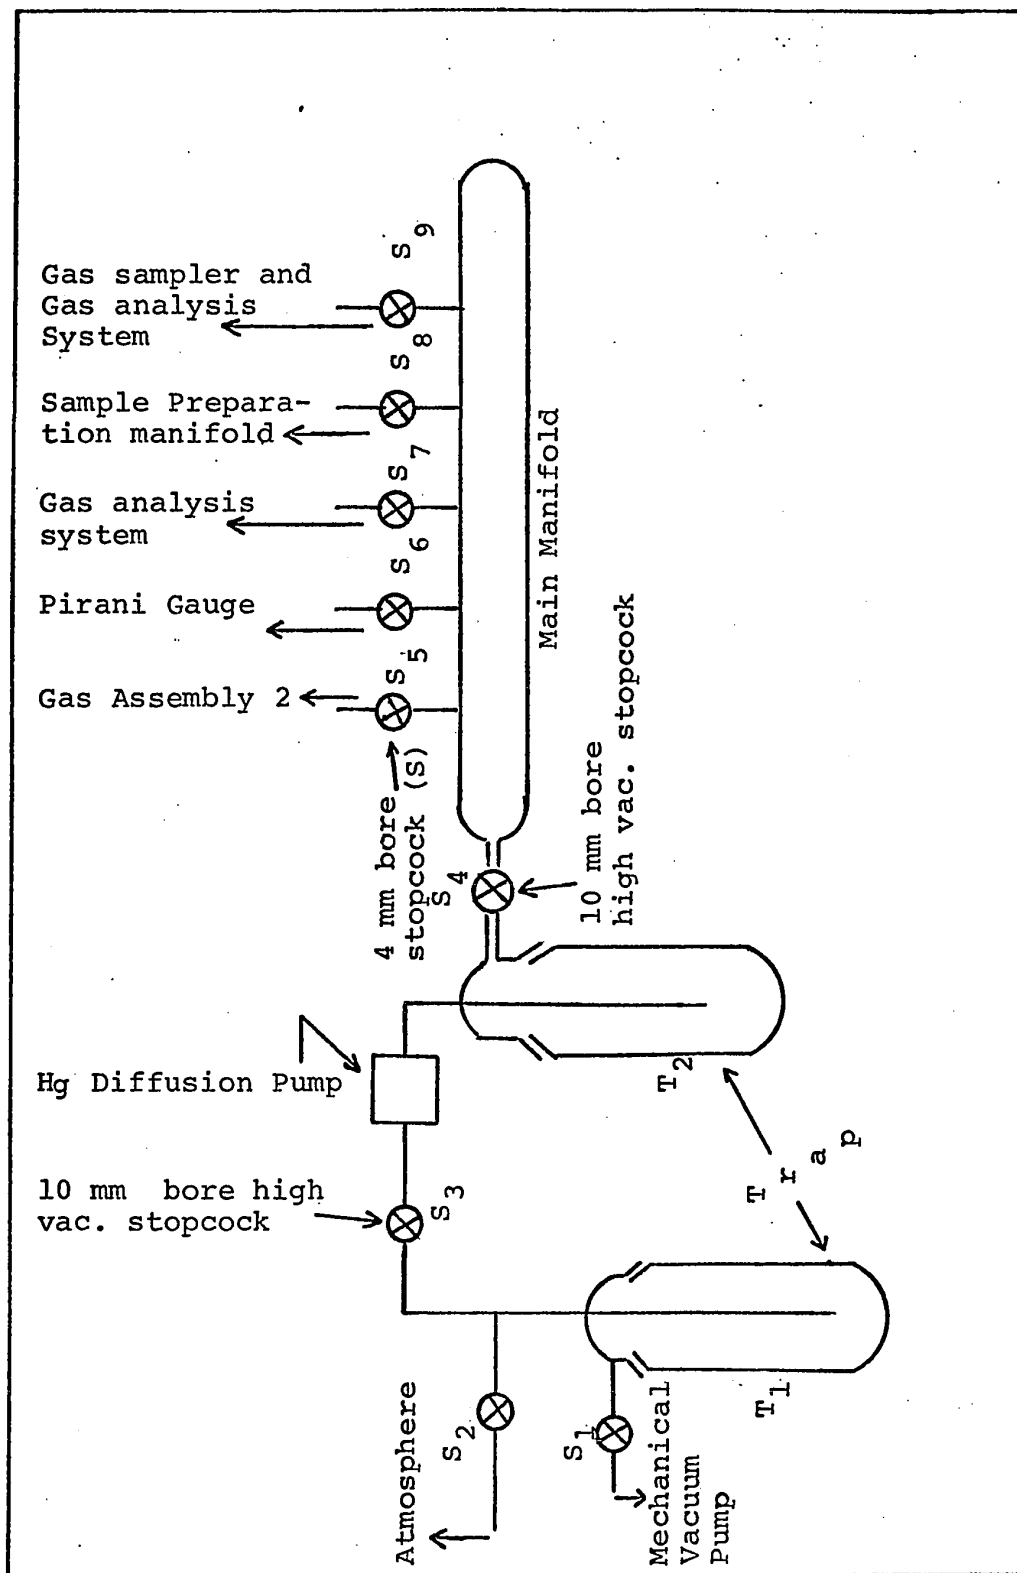 Gas sampler and
Gas analysis
System
S9
Sample Prepara-
tion manifold
S8
Gas analysis
system
S7
Pirani Gauge
S6
Gas Assembly 2
S5
4 mm bore
stopcock (S)
Main Manifold
10 mm bore
high vac. stopcock
S4
Hg Diffusion Pump
T2
Trap
10 mm bore high
vac. stopcock
S3
T1
Atmosphere
S2
S1
Mechanical
Vacuum
Pump